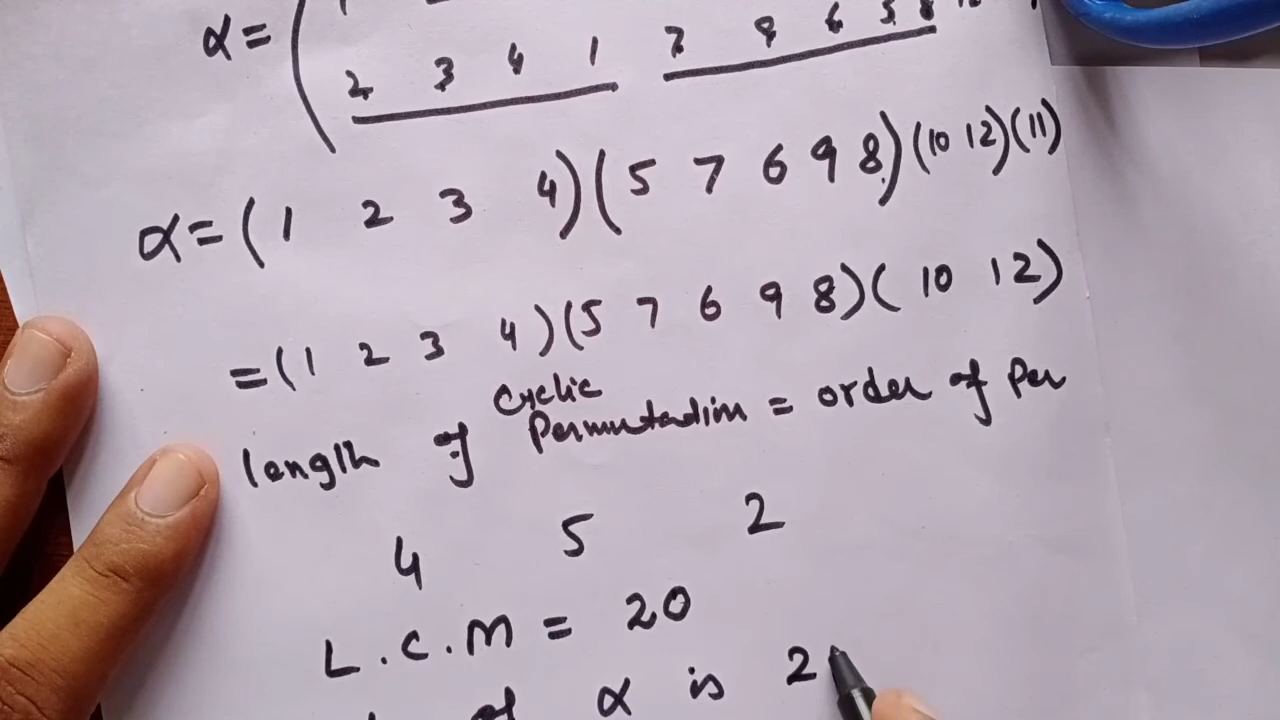 α = (
2 3 4 1 7 9 6 5 8
α = (1 2 3 4)(5 7 6 9 8)(10 12)(11)
= (1 2 3 4)(5 7 6 9 8)(10 12)
length of cyclic Permutation = order of Per
4 5 2
L.C.M = 20
of α is 2